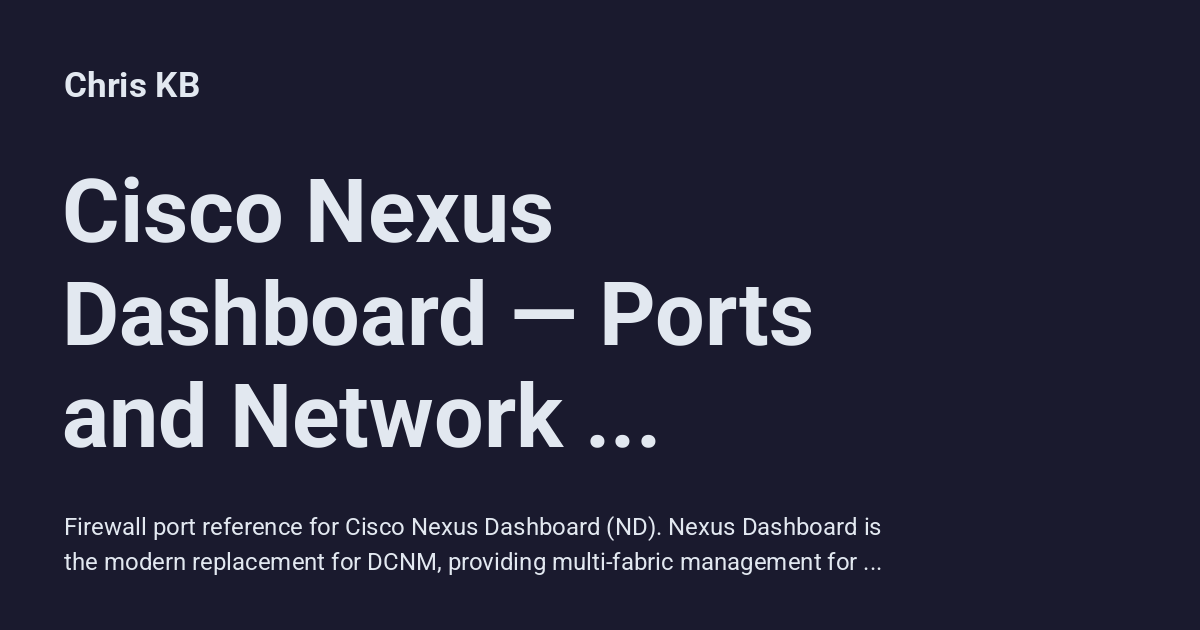 Chris KB
Cisco Nexus
Dashboard — Ports
and Network ...
Firewall port reference for Cisco Nexus Dashboard (ND). Nexus Dashboard is
the modern replacement for DCNM, providing multi-fabric management for ...